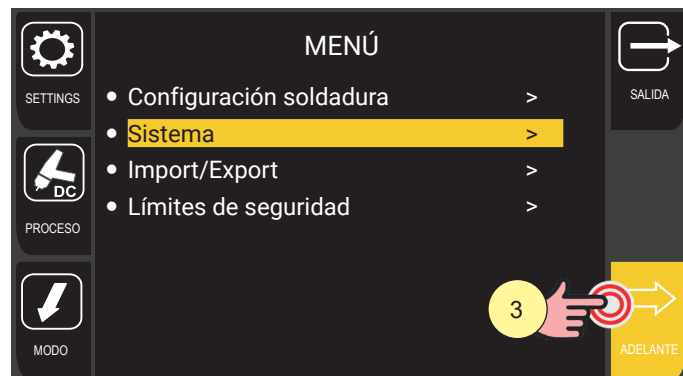 MENÚ
SETTINGS
• Configuración soldadura >
SALIDA
• Sistema >
• Import/Export >
DC
• Límites de seguridad >
PROCESO
3
MODO
ADELANTE